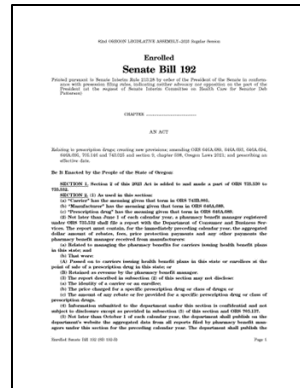 82nd OREGON LEGISLATIVE ASSEMBLY--2023 Regular Session
Enrolled
Senate Bill 192
Printed pursuant to Senate Interim Rule 213.28 by order of the President of the Senate in conform-
ance with presession filing rules, indicating neither advocacy nor opposition on the part of the
President (at the request of Senate Interim Committee on Health Care for Senator Deb
Patterson)
CHAPTER
AN ACT
Relating to prescription drugs; creating new provisions; amending ORS
and section 2, chapter Oregon Laws 2021; and prescribing an
effective date.
Be It Enacted by the People of the State of Oregon:
SECTION 1. Section 2 of this 2023 Act is added to and made a part of ORS 735.530 to
735.552.
SECTION 2. (1) As used in this section:
(a) "Carrier" has the meaning given that term in ORS 743B.005.
(b) "Manufacturer" has the meaning given that term in ORS 646A.689.
(c) "Prescription drug" has the meaning given that term in ORS 646A.689.
(2) Not later than June 1 of each calendar year, a pharmacy benefit manager registered
under ORS 735.532 shall file a report with the Department of Consumer and Business Ser-
vices. The report must contain, for the immediately preceding calendar year, the aggregated
dollar amount of rebates, fees, price protection payments and any other payments the
pharmacy benefit manager received from manufacturers:
(a) Related to managing the pharmacy benefits for carriers issuing health benefit plans
in this state; and
(b) That were:
(A) Passed on to carriers issuing health benefit plans in this state or enrollees at the
point of sale of a prescription drug in this state; or
(B) Retained as revenue by the pharmacy benefit manager.
(3) The report described in subsection (2) of this section may not disclose:
(a) The identity of a carrier or an enrollee;
(b) The price charged for a specific prescription drug or class of drugs; or
(c) The amount of any rebate or fee provided for a specific prescription drug or class of
prescription drugs.
(4) Information submitted to the department under this section is confidential and not
subject to disclosure except as provided in subsection (5) of this section and ORS 705.137.
(5) Not later than October 1 of each calendar year, the department shall publish on the
department's website the aggregated data from all reports filed by pharmacy benefit man-
agers under this section for the preceding calendar year. The department shall publish the
Enrolled Senate Bill 192 (SB 192-B)
Page 1